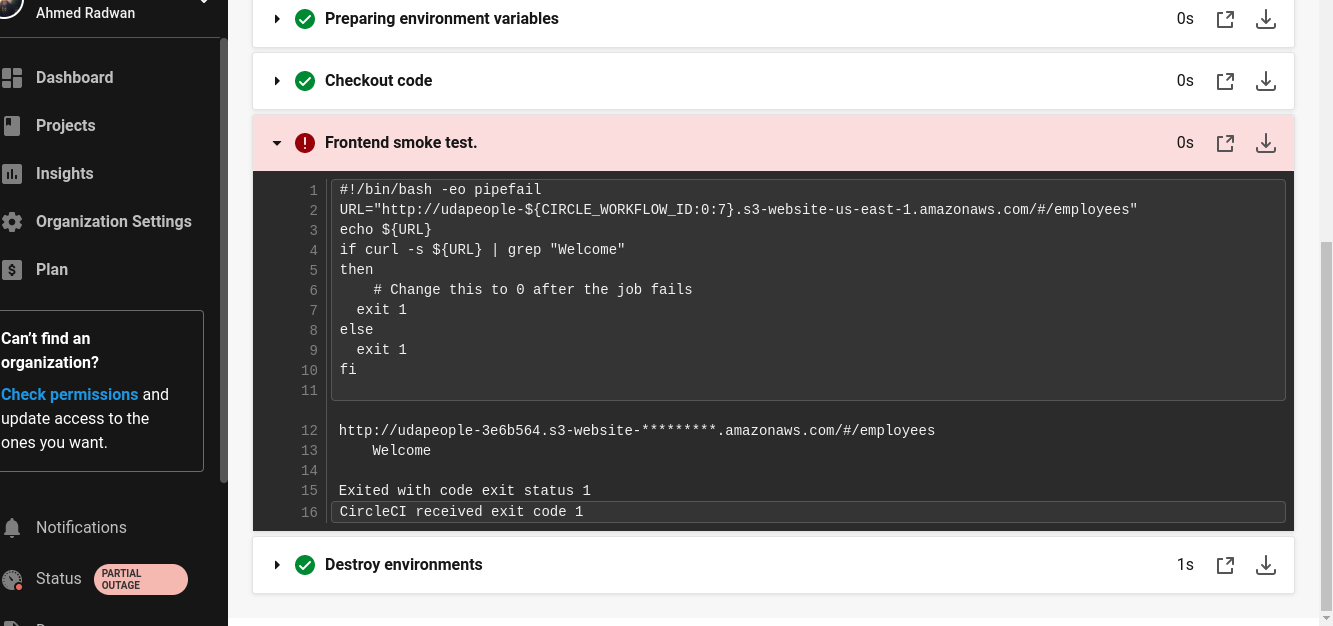 Ahmed Radwan
Dashboard
Projects
Insights
Organization Settings
Plan
Can't find an
organization?
Check permissions and
update access to the
ones you want.
Notifications
Status
PARTIAL
OUTAGE
Preparing environment variables 0s
Checkout code 0s
Frontend smoke test. 0s
1 #!/bin/bash -eo pipefail
2 URL="http://udapeople-${CIRCLE_WORKFLOW_ID:0:7}.s3-website-us-east-1.amazonaws.com/#/employees"
3 echo ${URL}
4 if curl -s ${URL} | grep "Welcome"
5 then
6     # Change this to 0 after the job fails
7   exit 1
8 else
9   exit 1
10 fi
11
12 http://udapeople-3e6b564.s3-website-*********.amazonaws.com/#/employees
13     Welcome
14
15 Exited with code exit status 1
16 CircleCI received exit code 1
Destroy environments 1s